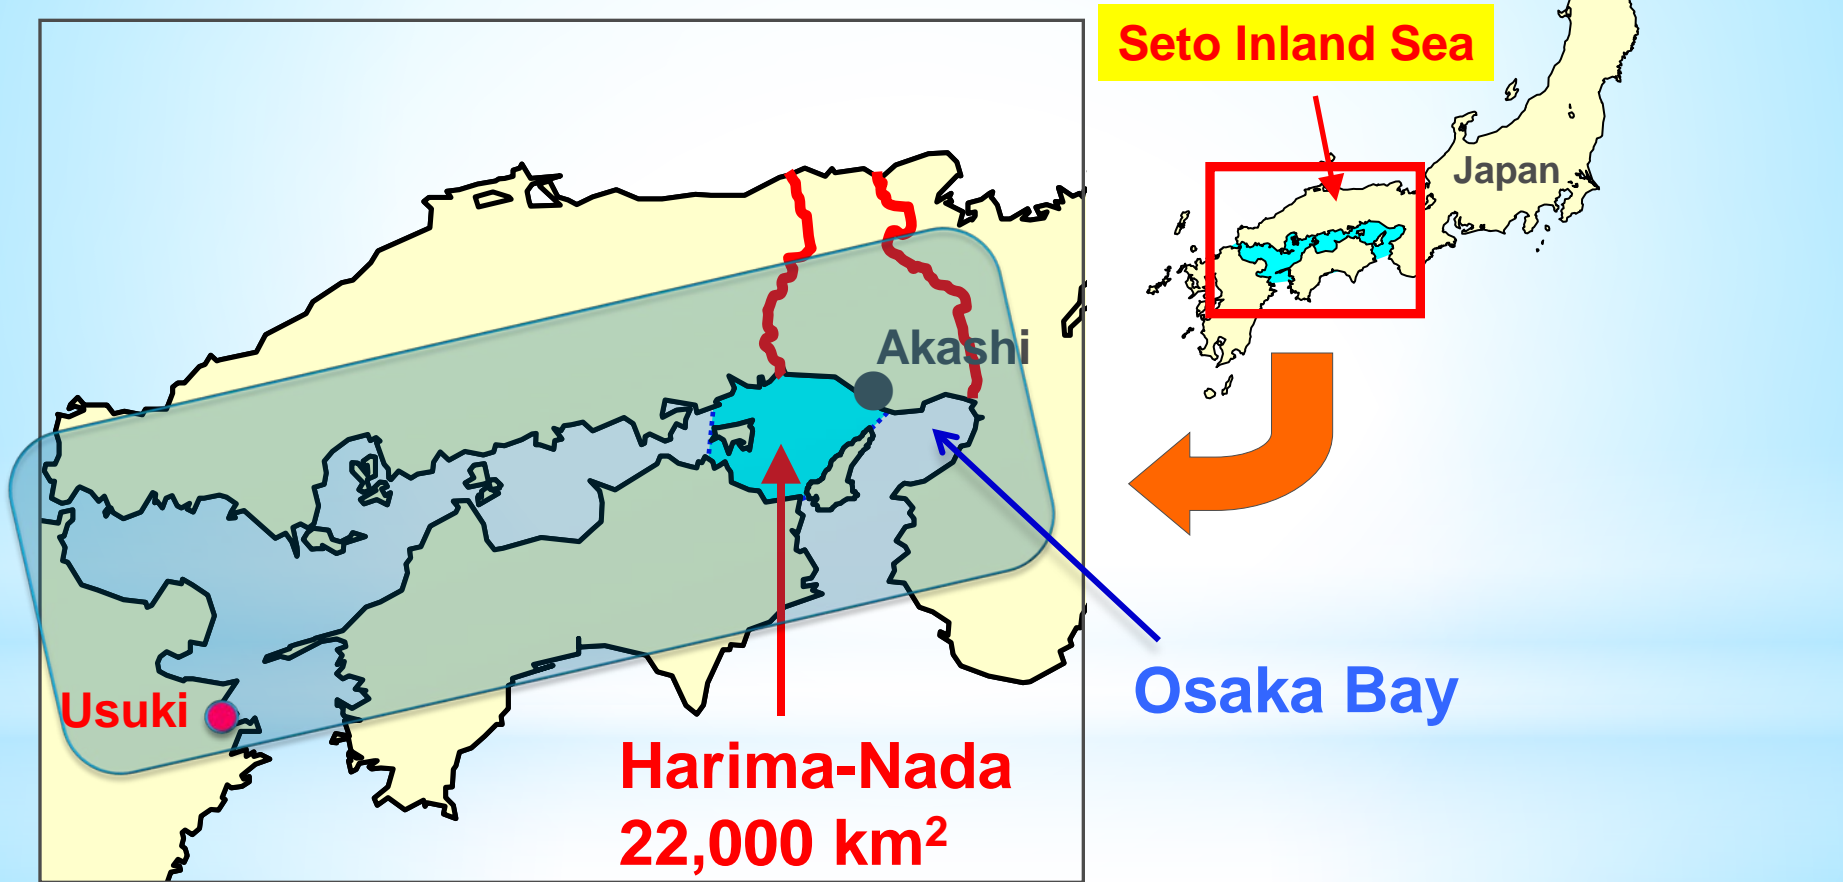 Seto Inland Sea
Japan
Akashi
Usuki
Osaka Bay
Harima-Nada
22,000 km²